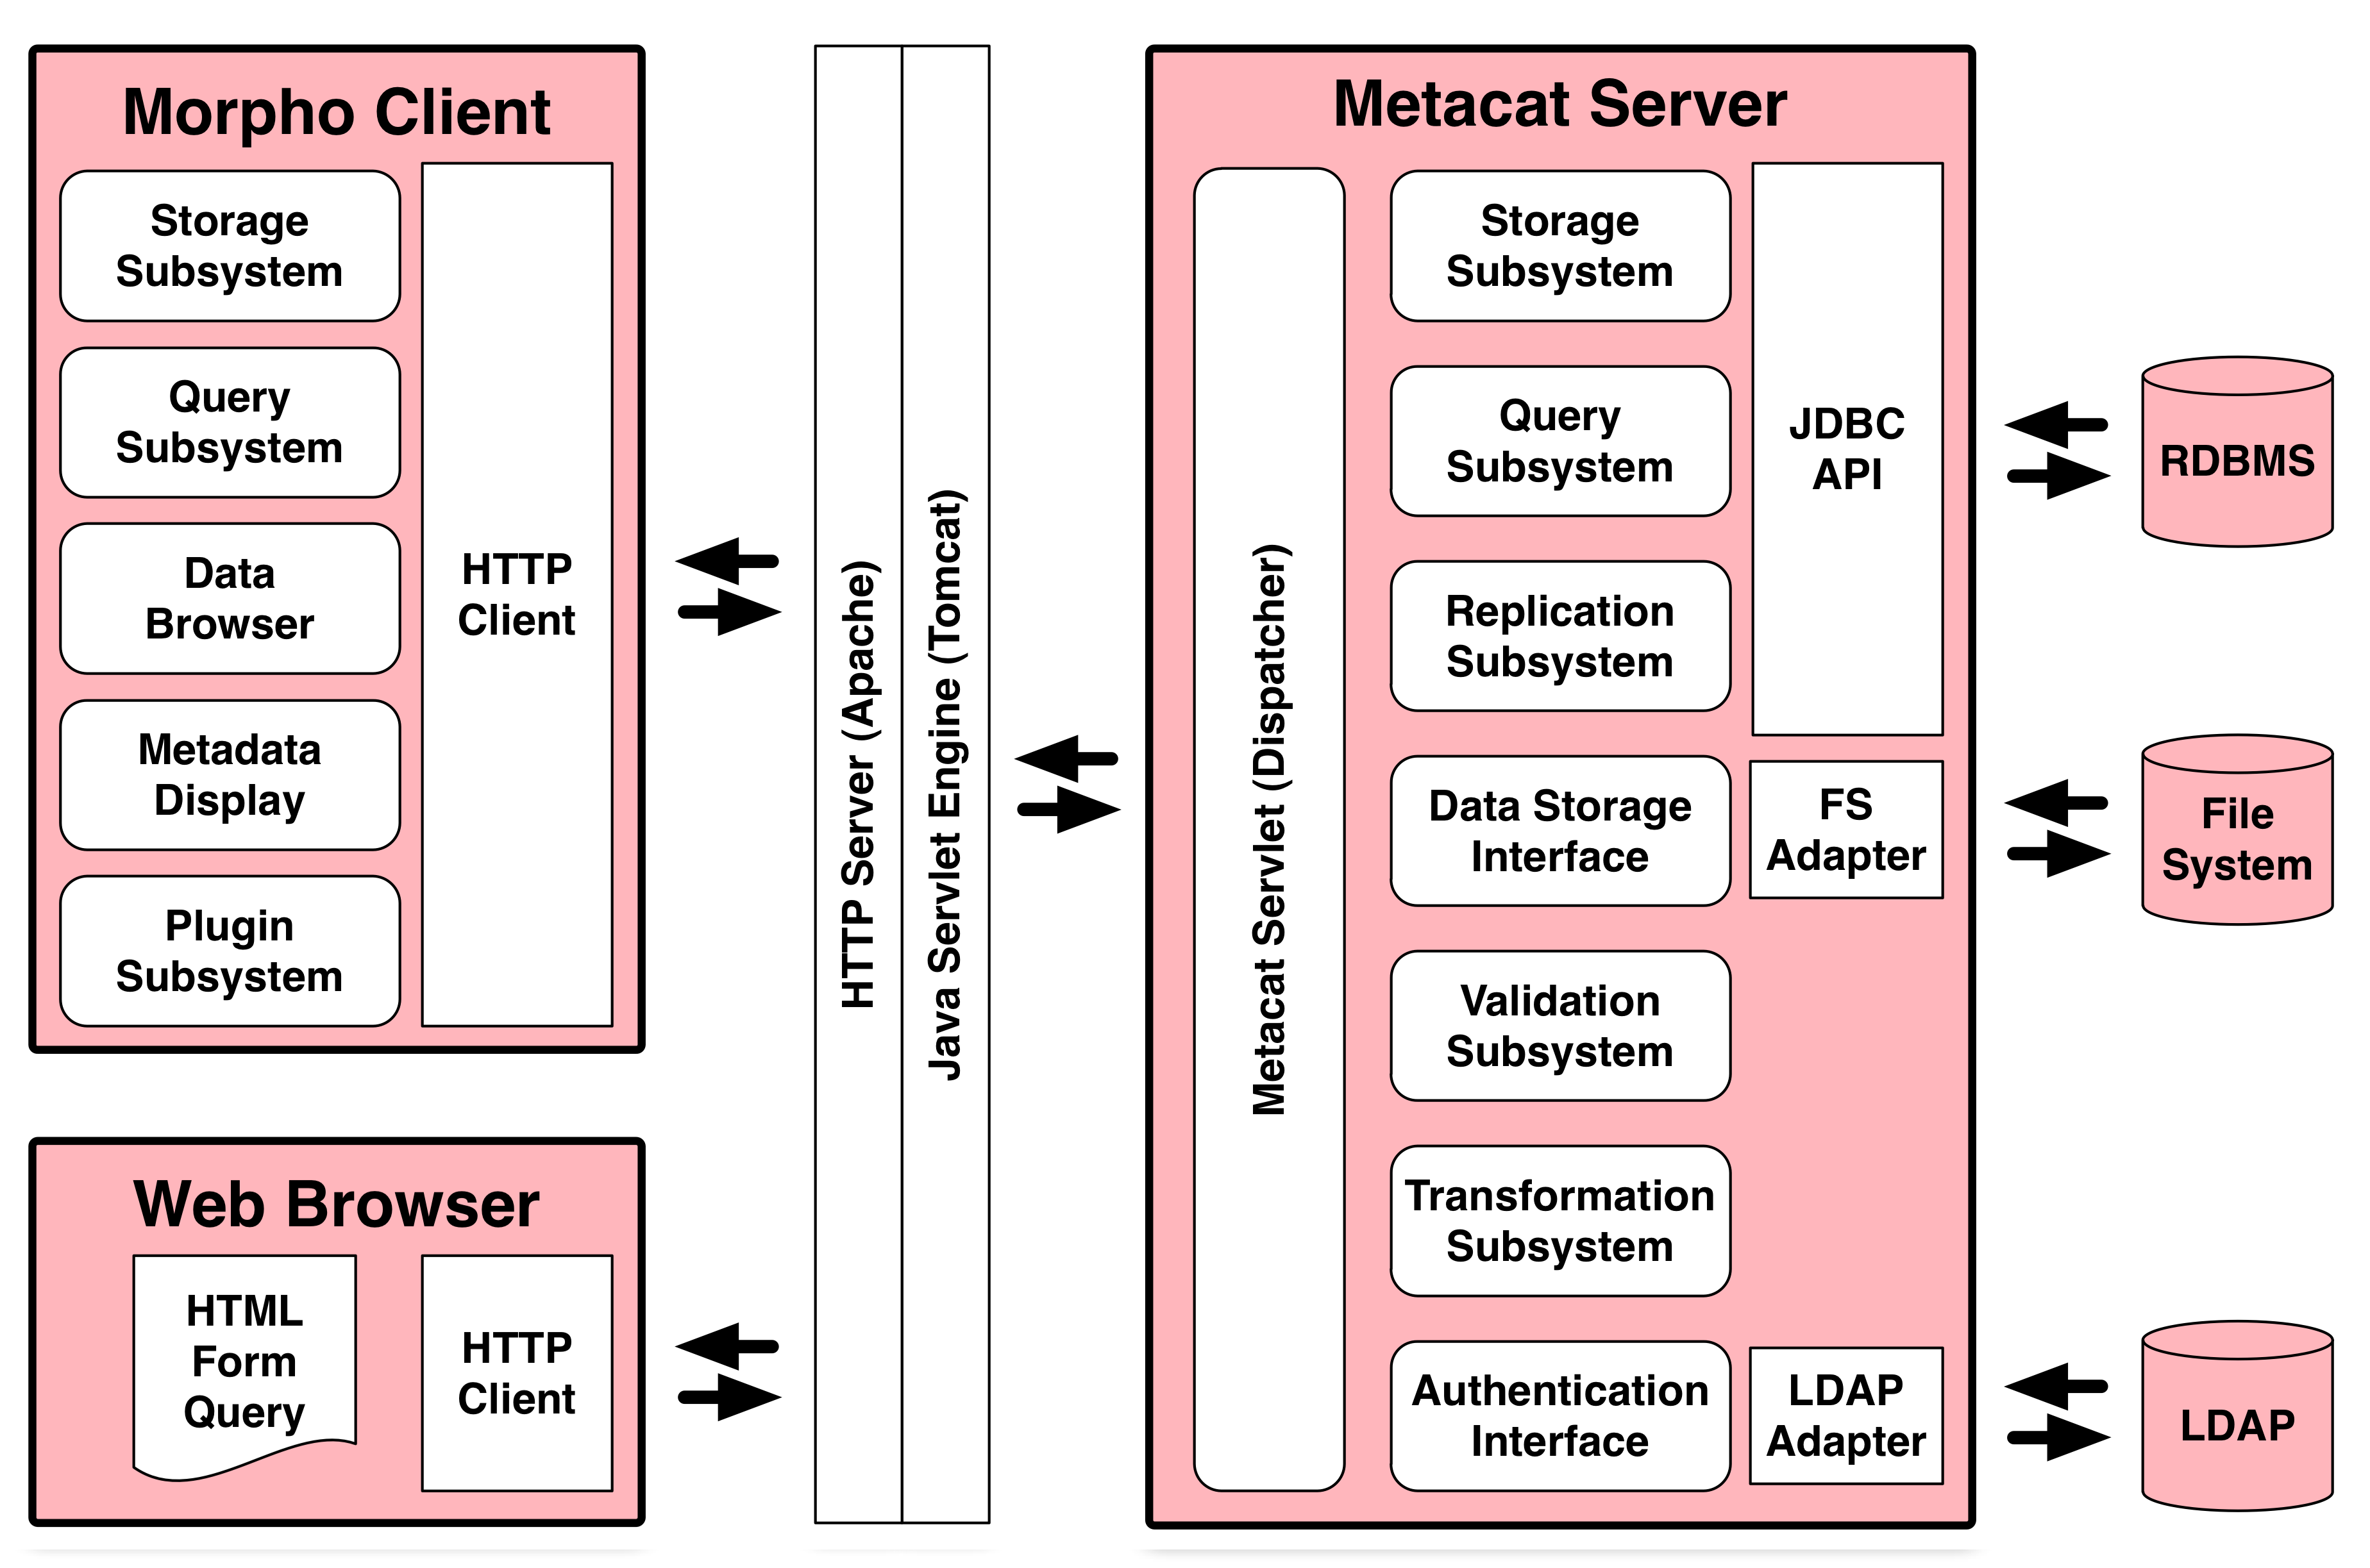 Morpho Client
Storage
Subsystem
Query
Subsystem
Data
Browser
Metadata
Display
Plugin
Subsystem
HTTP
Client
Web Browser
HTML
Form
Query
HTTP
Client
HTTP Server (Apache)
Java Servlet Engine (Tomcat)
Metacat Server
Metacat Servlet (Dispatcher)
Storage
Subsystem
Query
Subsystem
Replication
Subsystem
Data Storage
Interface
Validation
Subsystem
Transformation
Subsystem
Authentication
Interface
JDBC
API
FS
Adapter
LDAP
Adapter
RDBMS
File
System
LDAP